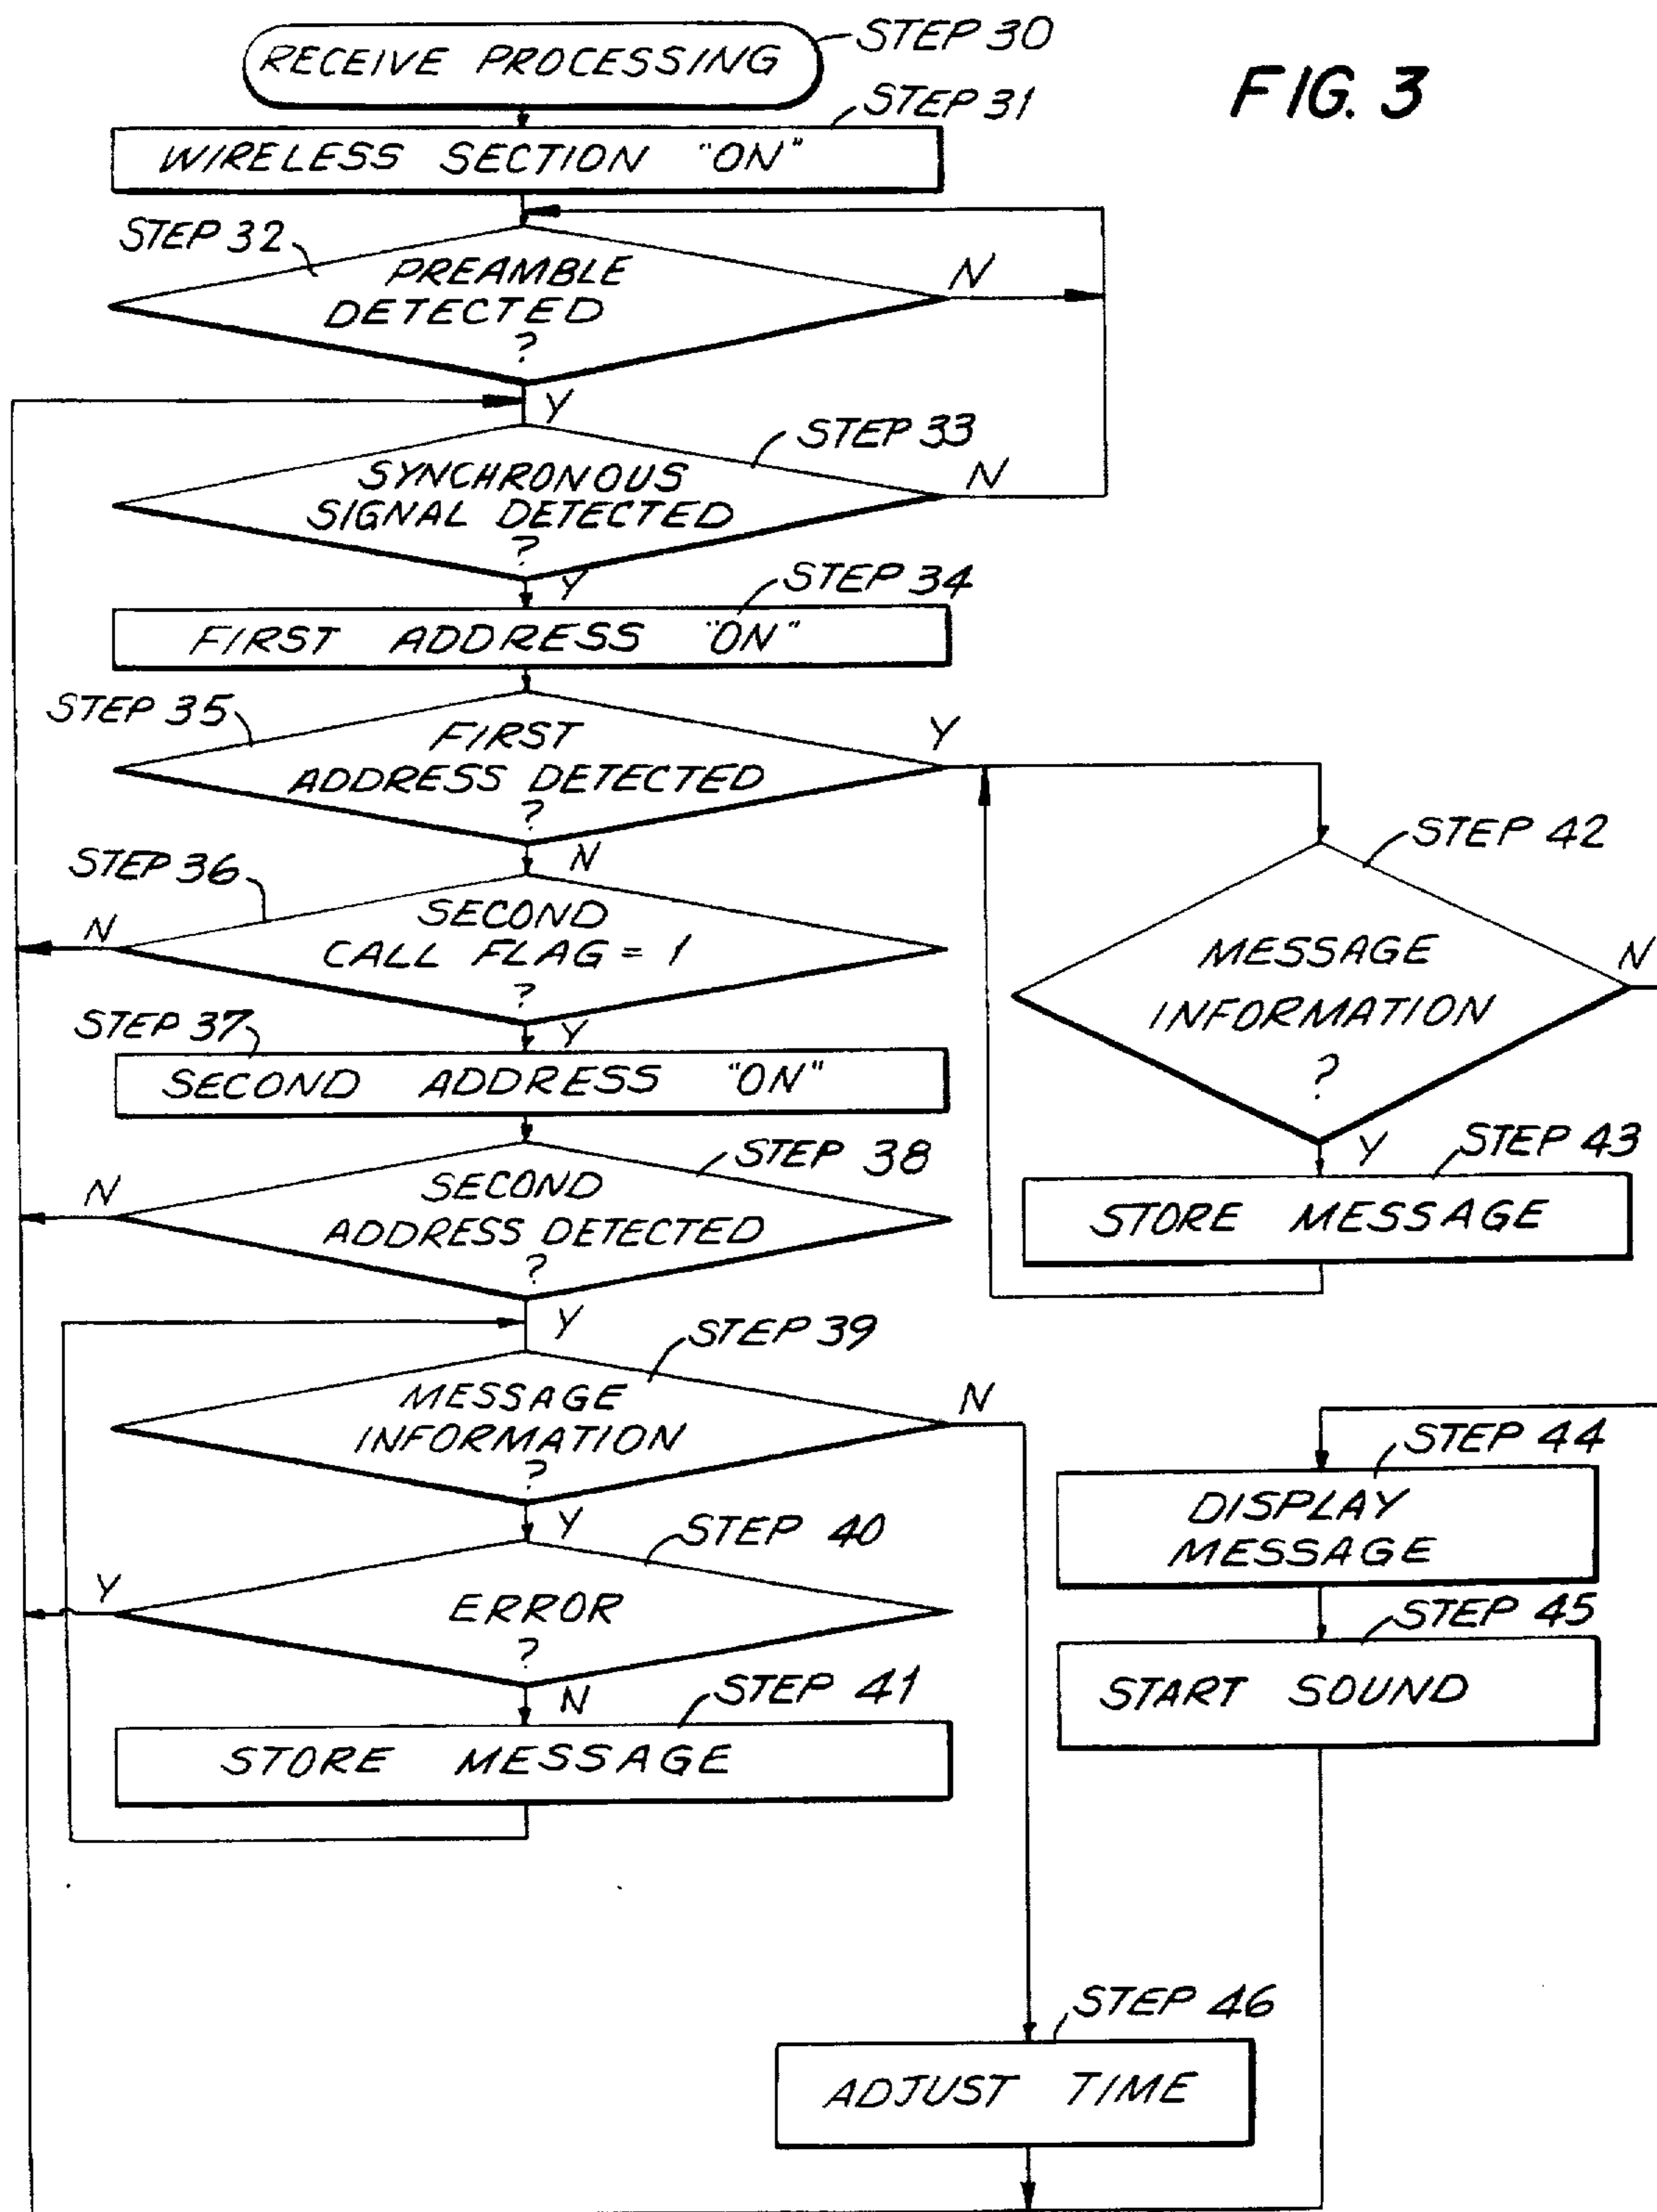 RECEIVE PROCESSING
STEP 30
FIG. 3
STEP 31
WIRELESS SECTION "ON"
STEP 32
PREAMBLE
DETECTED
?
N
Y
STEP 33
SYNCHRONOUS
SIGNAL DETECTED
?
N
Y
STEP 34
FIRST ADDRESS "ON"
STEP 35
FIRST
ADDRESS DETECTED
?
Y
N
STEP 36
SECOND
CALL FLAG = 1
?
N
Y
STEP 37
SECOND ADDRESS "ON"
STEP 38
SECOND
ADDRESS DETECTED
?
N
Y
STEP 39
MESSAGE
INFORMATION
?
N
Y
STEP 40
ERROR
?
Y
N
STEP 41
STORE MESSAGE
STEP 42
MESSAGE
INFORMATION
?
N
Y
STEP 43
STORE MESSAGE
STEP 44
DISPLAY
MESSAGE
STEP 45
START SOUND
STEP 46
ADJUST TIME